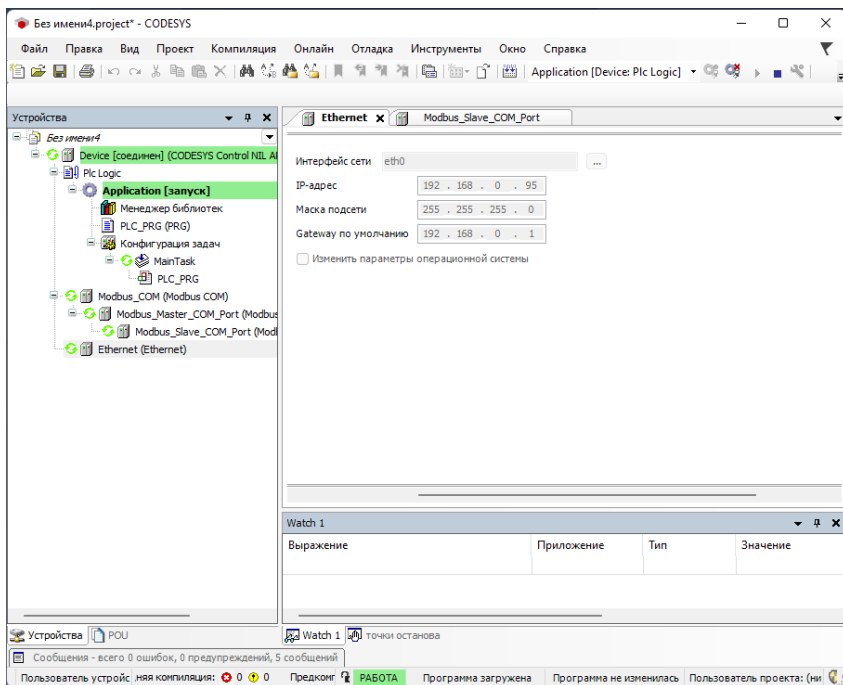 Без имени4.project* - CODESYS
Файл Правка Вид Проект Компиляция Онлайн Отладка Инструменты Окно Справка
Application [Device: Plc Logic]
Устройства
Без имени4
Device [соединен] (CODESYS Control NIL
Plc Logic
Application [запуск]
Менеджер библиотек
PLC_PRG (PRG)
Конфигурация задач
MainTask
PLC_PRG
Modbus_COM (Modbus COM)
Modbus_Master_COM_Port (Modbus
Modbus_Slave_COM_Port (Mod
Ethernet (Ethernet)
Устройства POU
Ethernet Modbus_Slave_COM_Port
Интерфейс сети eth0 ...
IP-адрес 192 . 168 . 0 . 95
Маска подсети 255 . 255 . 255 . 0
Gateway по умолчанию 192 . 168 . 0 . 1
Изменить параметры операционной системы
Watch 1
Выражение Приложение Тип Значение
Watch 1 точки останова
Сообщения - всего 0 ошибок, 0 предупреждений, 5 сообщений
Пользователь устройс няя компиляция: 0 0 Предкомг РАБОТА Программа загружена Программа не изменилась Пользователь проекта: (ни